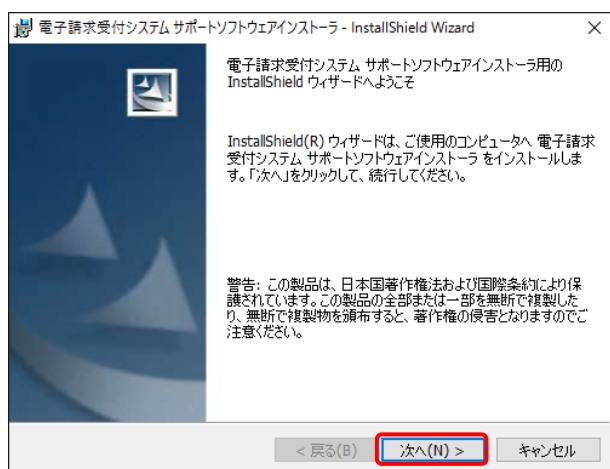 電子請求受付システム サポートソフトウェアインストーラ - InstallShield Wizard
電子請求受付システム サポートソフトウェアインストーラ用の
InstallShield ウィザードへようこそ
InstallShield(R) ウィザードは、ご使用のコンピュータへ 電子請求
受付システム サポートソフトウェアインストーラ をインストールしま
す。「次へ」をクリックして、続行してください。
警告: この製品は、日本国著作権法および国際条約により保
護されています。この製品の全部または一部を無断で複製した
り、無断で複製物を頒布すると、著作権の侵害となりますのでご
注意ください。
< 戻る(B)
次へ(N) >
キャンセル